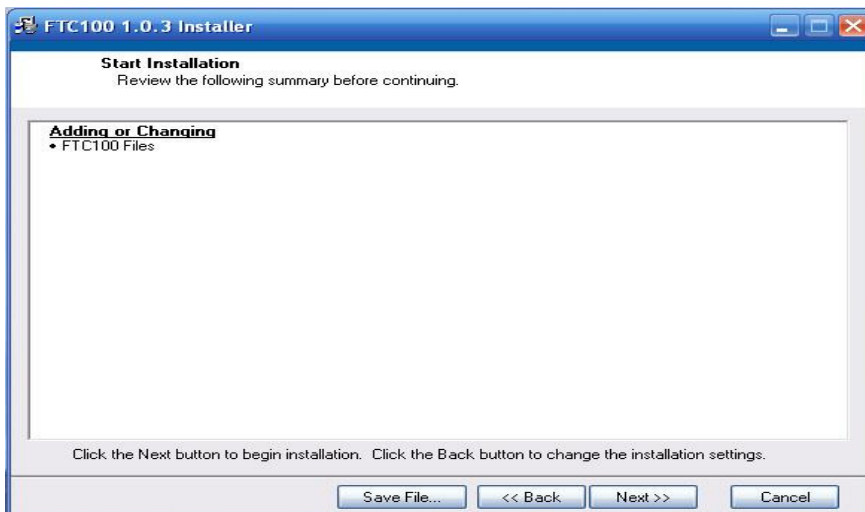 FTC100 1.0.3 Installer
Start Installation
Review the following summary before continuing.
Adding or Changing
• FTC100 Files
Click the Next button to begin installation. Click the Back button to change the installation settings.
Save File... << Back Next >> Cancel